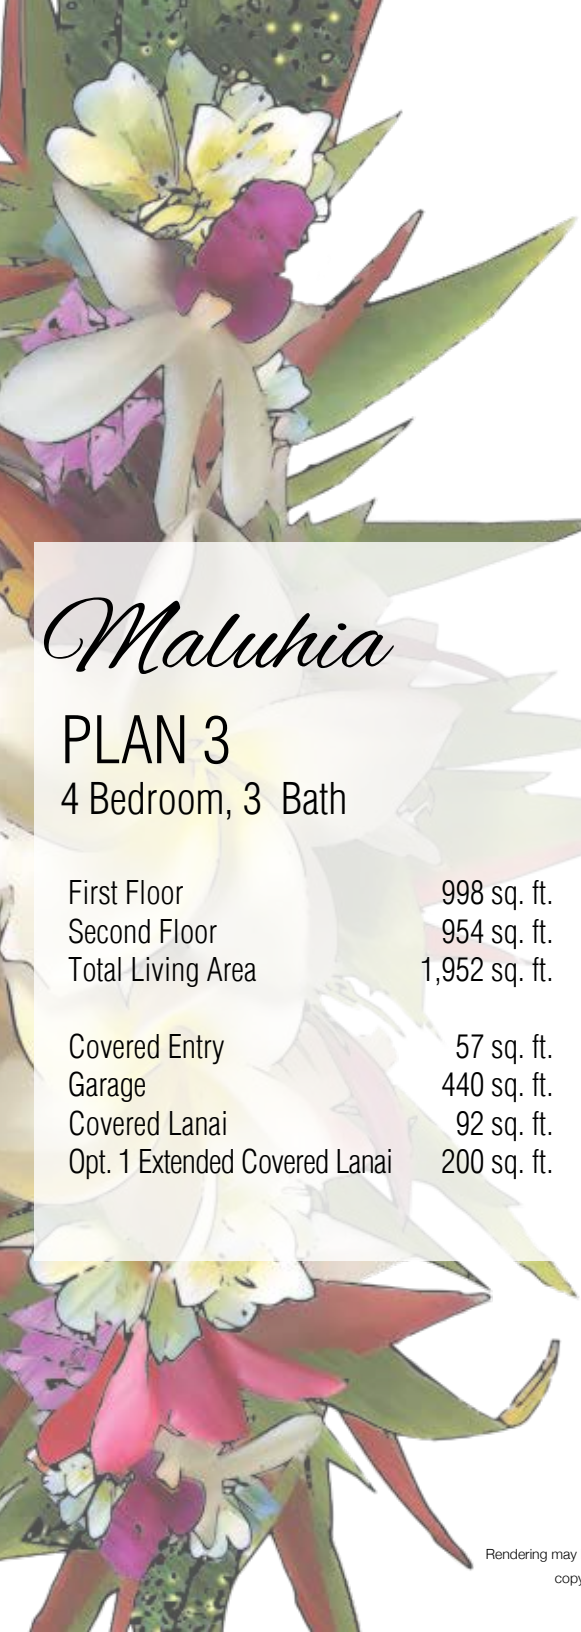 Maluhia
PLAN 3
4 Bedroom, 3 Bath
First Floor 998 sq. ft.
Second Floor 954 sq. ft.
Total Living Area 1,952 sq. ft.
Covered Entry 57 sq. ft.
Garage 440 sq. ft.
Covered Lanai 92 sq. ft.
Opt. 1 Extended Covered Lanai 200 sq. ft.
Rendering may
copy